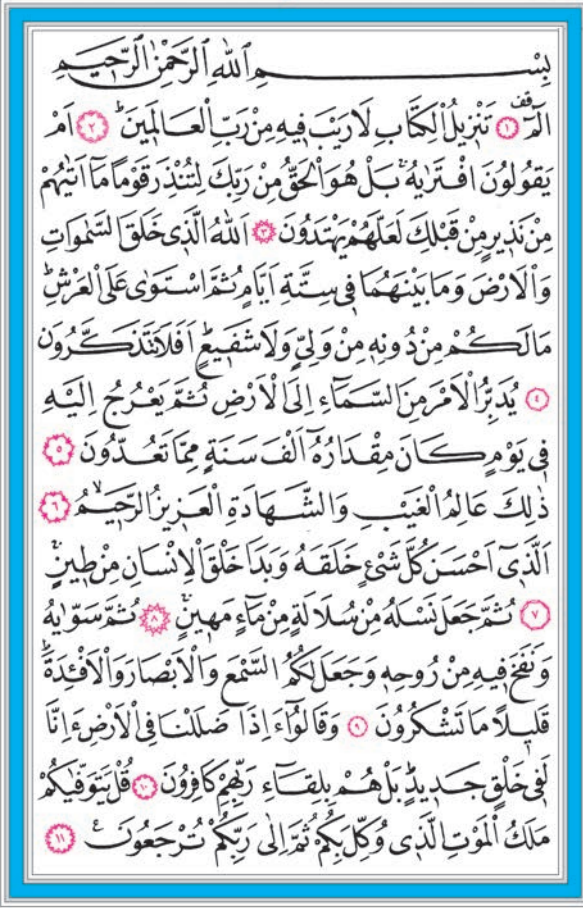 بِسْمِ اللّٰهِ الرَّحْمٰنِ الرَّحٖيمِ
الٓمٓ ۚ ﴿١﴾ تَنْزٖيلُ الْكِتَابِ لَا رَيْبَ فٖيهِ مِنْ رَبِّ الْعَالَمٖينَ ؕ ﴿٢﴾ اَمْ
يَقُولُونَ افْتَرٰيهُۚ بَلْ هُوَ الْحَقُّ مِنْ رَبِّكَ لِتُنْذِرَ قَوْمًا مَٓا اَتٰيهُمْ
مِنْ نَذٖيرٍ مِنْ قَبْلِكَ لَعَلَّهُمْ يَهْتَدُونَ ﴿٣﴾ اَللّٰهُ الَّذٖى خَلَقَ السَّمٰوَاتِ
وَالْاَرْضَ وَمَا بَيْنَهُمَا فٖى سِتَّةِ اَيَّامٍ ثُمَّ اسْتَوٰى عَلَى الْعَرْشِؕ
مَا لَكُمْ مِنْ دُونِهٖ مِنْ وَلِىٍّ وَلَا شَفٖيعٍؕ اَفَلَا تَتَذَكَّرُونَ
﴿٤﴾ يُدَبِّرُ الْاَمْرَ مِنَ السَّمَٓاءِ اِلَى الْاَرْضِ ثُمَّ يَعْرُجُ اِلَيْهِ
فٖى يَوْمٍ كَانَ مِقْدَارُهُٓ اَلْفَ سَنَةٍ مِمَّا تَعُدُّونَ ﴿٥﴾
ذٰلِكَ عَالِمُ الْغَيْبِ وَالشَّهَادَةِ الْعَزٖيزُ الرَّحٖيمُۙ ﴿٦﴾
اَلَّذٖٓى اَحْسَنَ كُلَّ شَىْءٍ خَلَقَهُ وَبَدَاَ خَلْقَ الْاِنْسَانِ مِنْ طٖينٍۚ
﴿٧﴾ ثُمَّ جَعَلَ نَسْلَهُ مِنْ سُلَالَةٍ مِنْ مَٓاءٍ مَهٖينٍۚ ﴿٨﴾ ثُمَّ سَوّٰيهُ
وَنَفَخَ فٖيهِ مِنْ رُوحِهٖ وَجَعَلَ لَكُمُ السَّمْعَ وَالْاَبْصَارَ وَالْاَفْـِٔدَةَؕ
قَلٖيلًا مَا تَشْكُرُونَ ﴿٩﴾ وَقَالُٓوا ءَاِذَا ضَلَلْنَا فِى الْاَرْضِ ءَاِنَّا
لَفٖى خَلْقٍ جَدٖيدٍؕ بَلْ هُمْ بِلِقَٓاءِ رَبِّهِمْ كَافِرُونَ ﴿١٠﴾ قُلْ يَتَوَفّٰيكُمْ
مَلَكُ الْمَوْتِ الَّذٖى وُكِّلَ بِكُمْ ثُمَّ اِلٰى رَبِّكُمْ تُرْجَعُونَ ع ﴿١١﴾